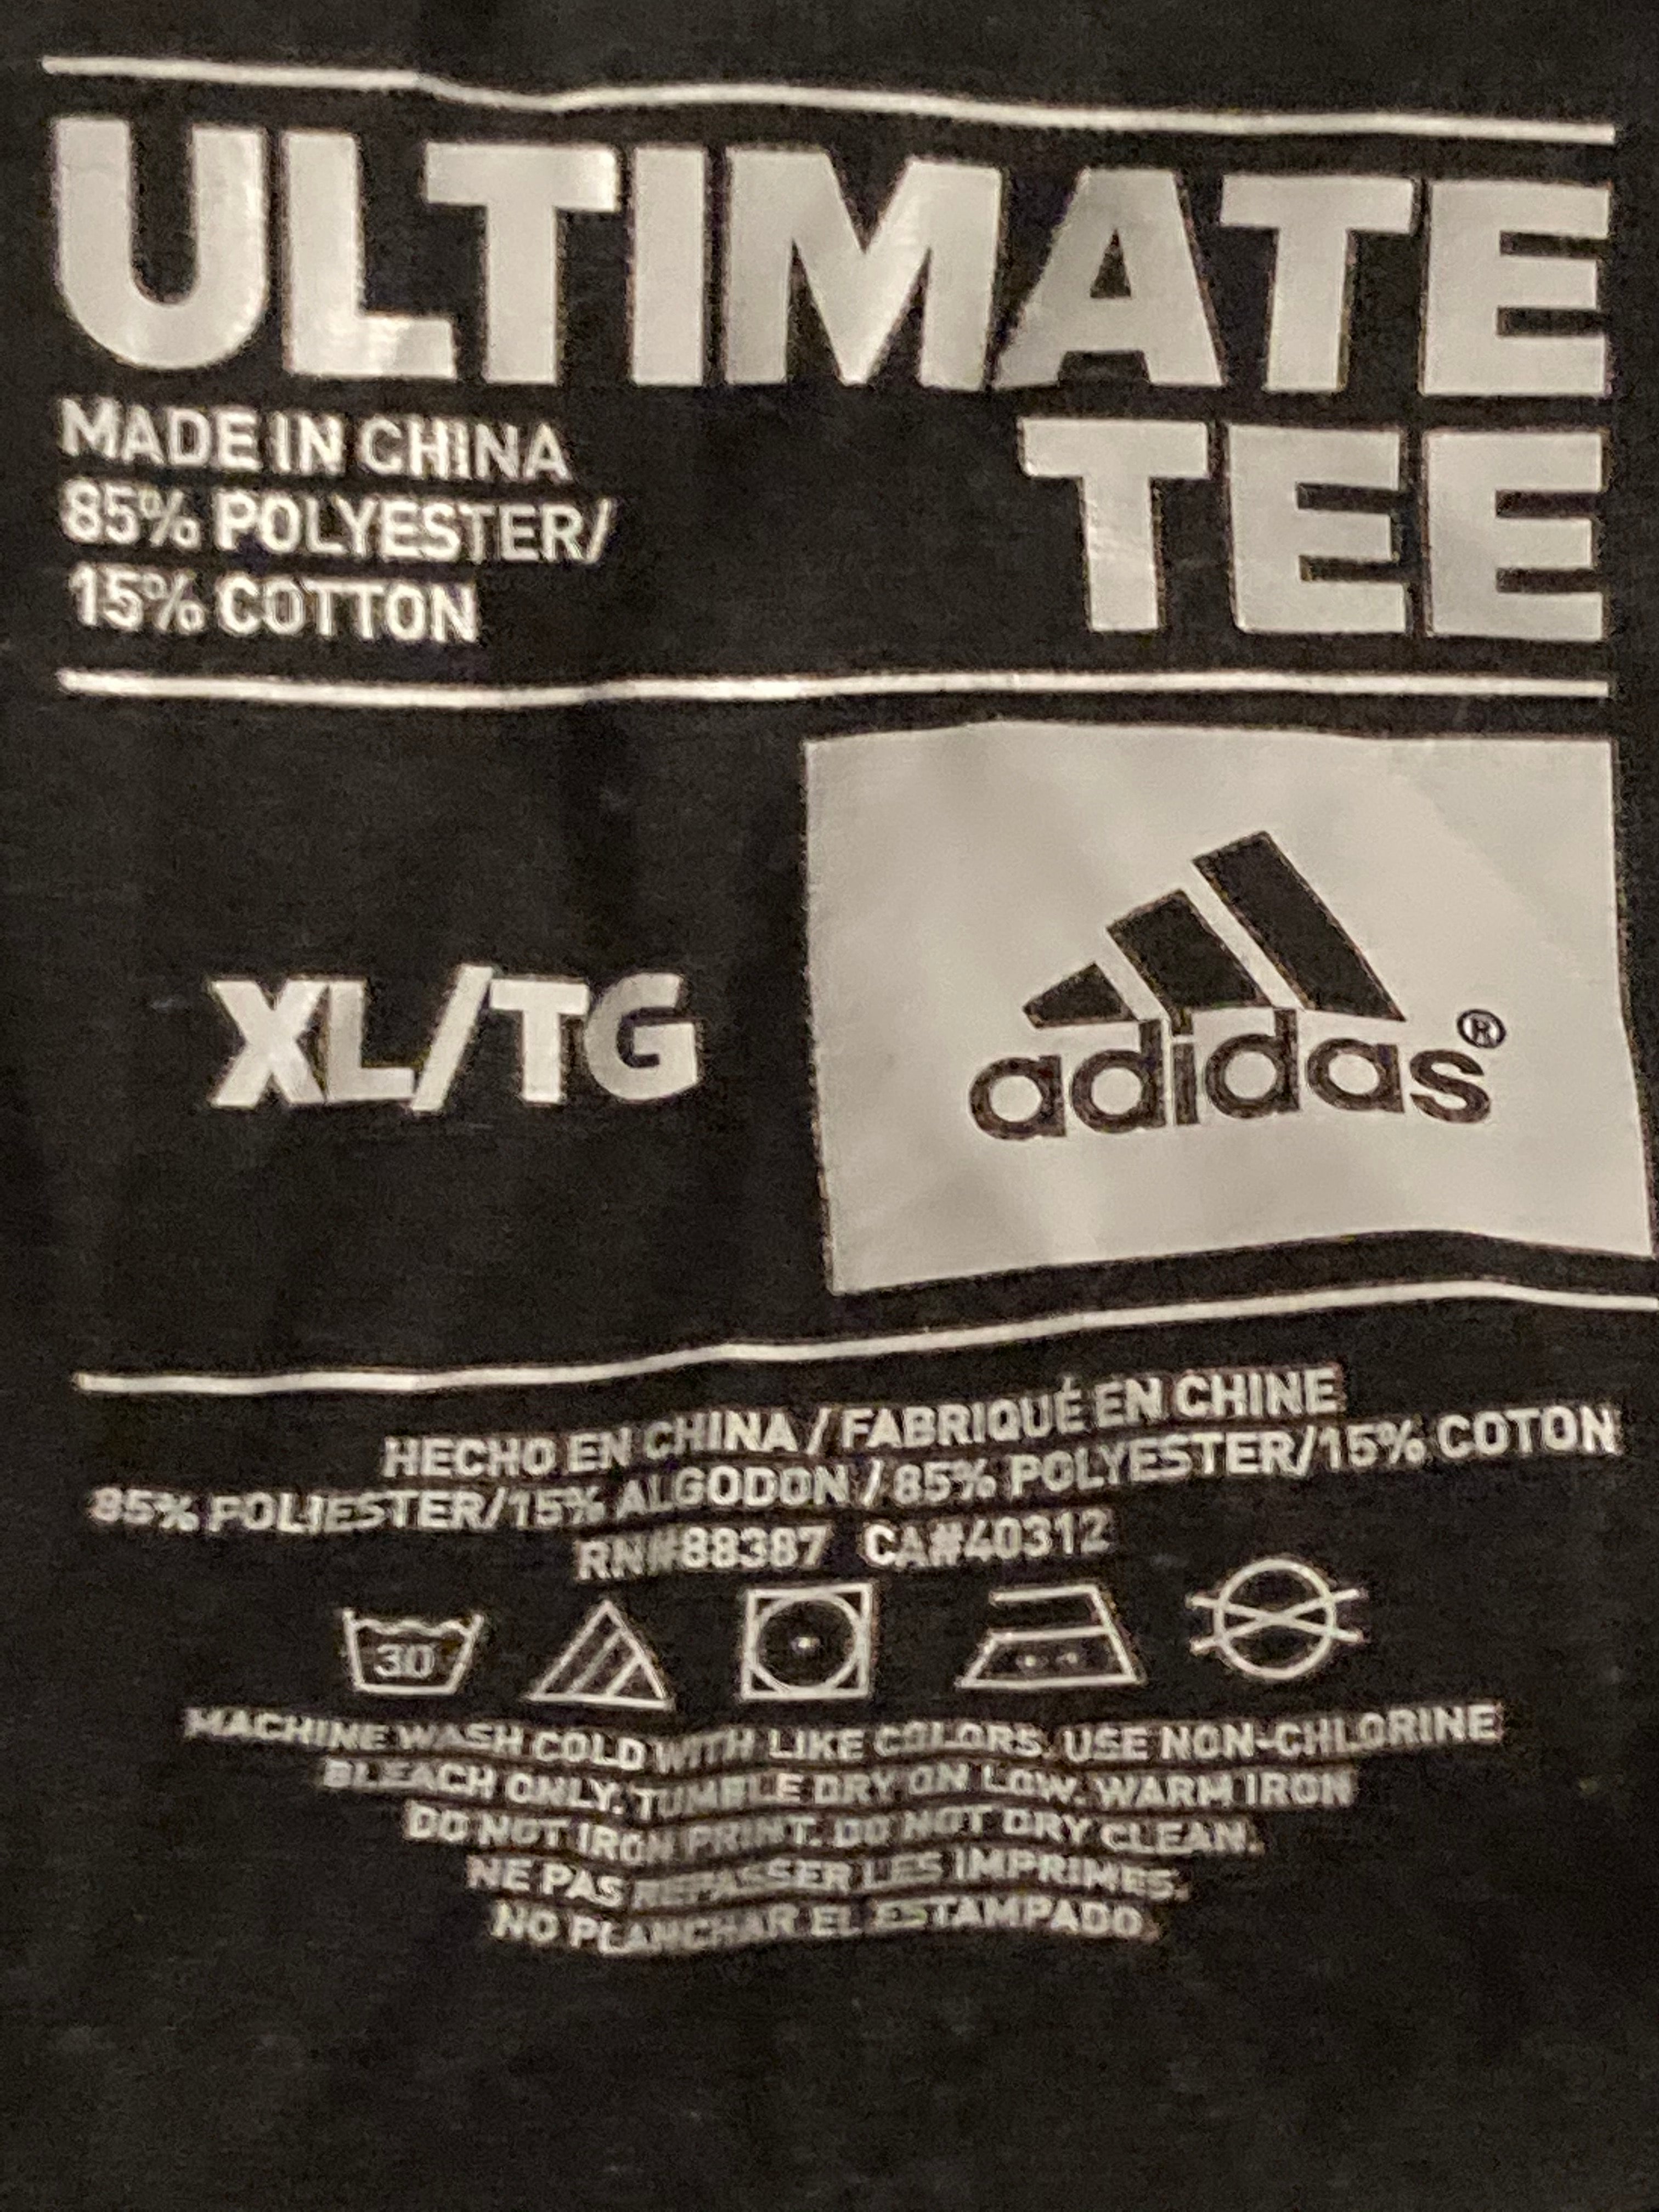 ULTIMATE
TEE
MADE IN CHINA
85% POLYESTER/
15% COTTON
XL/TG
adidas®
HECHO EN CHINA / FABRIQUÉ EN CHINE
85% POLIESTER/15% ALGODON / 85% POLYESTER/15% COTON
RN#88387 CA#40312
30
MACHINE WASH COLD WITH LIKE COLORS. USE NON-CHLORINE
BLEACH ONLY. TUMBLE DRY ON LOW. WARM IRON
DO NOT IRON PRINT. DO NOT DRY CLEAN.
NE PAS REPASSER LES IMPRIMES.
NO PLANCHAR EL ESTAMPADO.